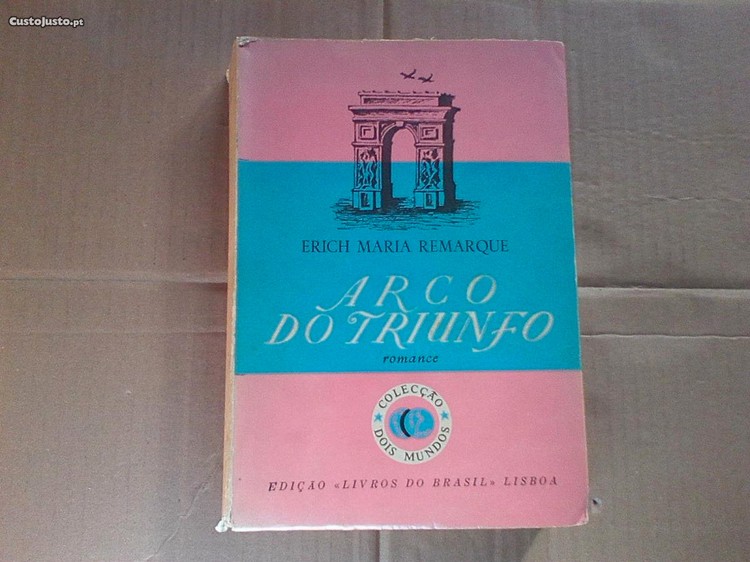 CustoJusto.pt
ERICH MARIA REMARQUE
ARCO
DO TRIUNFO
romance
COLECÇÃO
DOIS MUNDOS
EDIÇÃO «LIVROS DO BRASIL» LISBOA